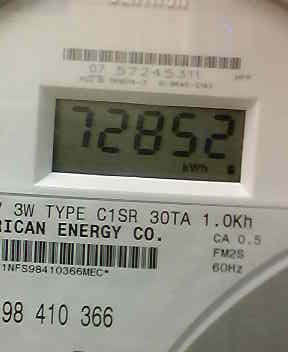 07 57245311
72852
kWh
V 3W TYPE C1SR 30TA 1.0Kh
RICAN ENERGY CO.
CA 0.5
FM2S
60Hz
1NFS98410366MEC*
98 410 366